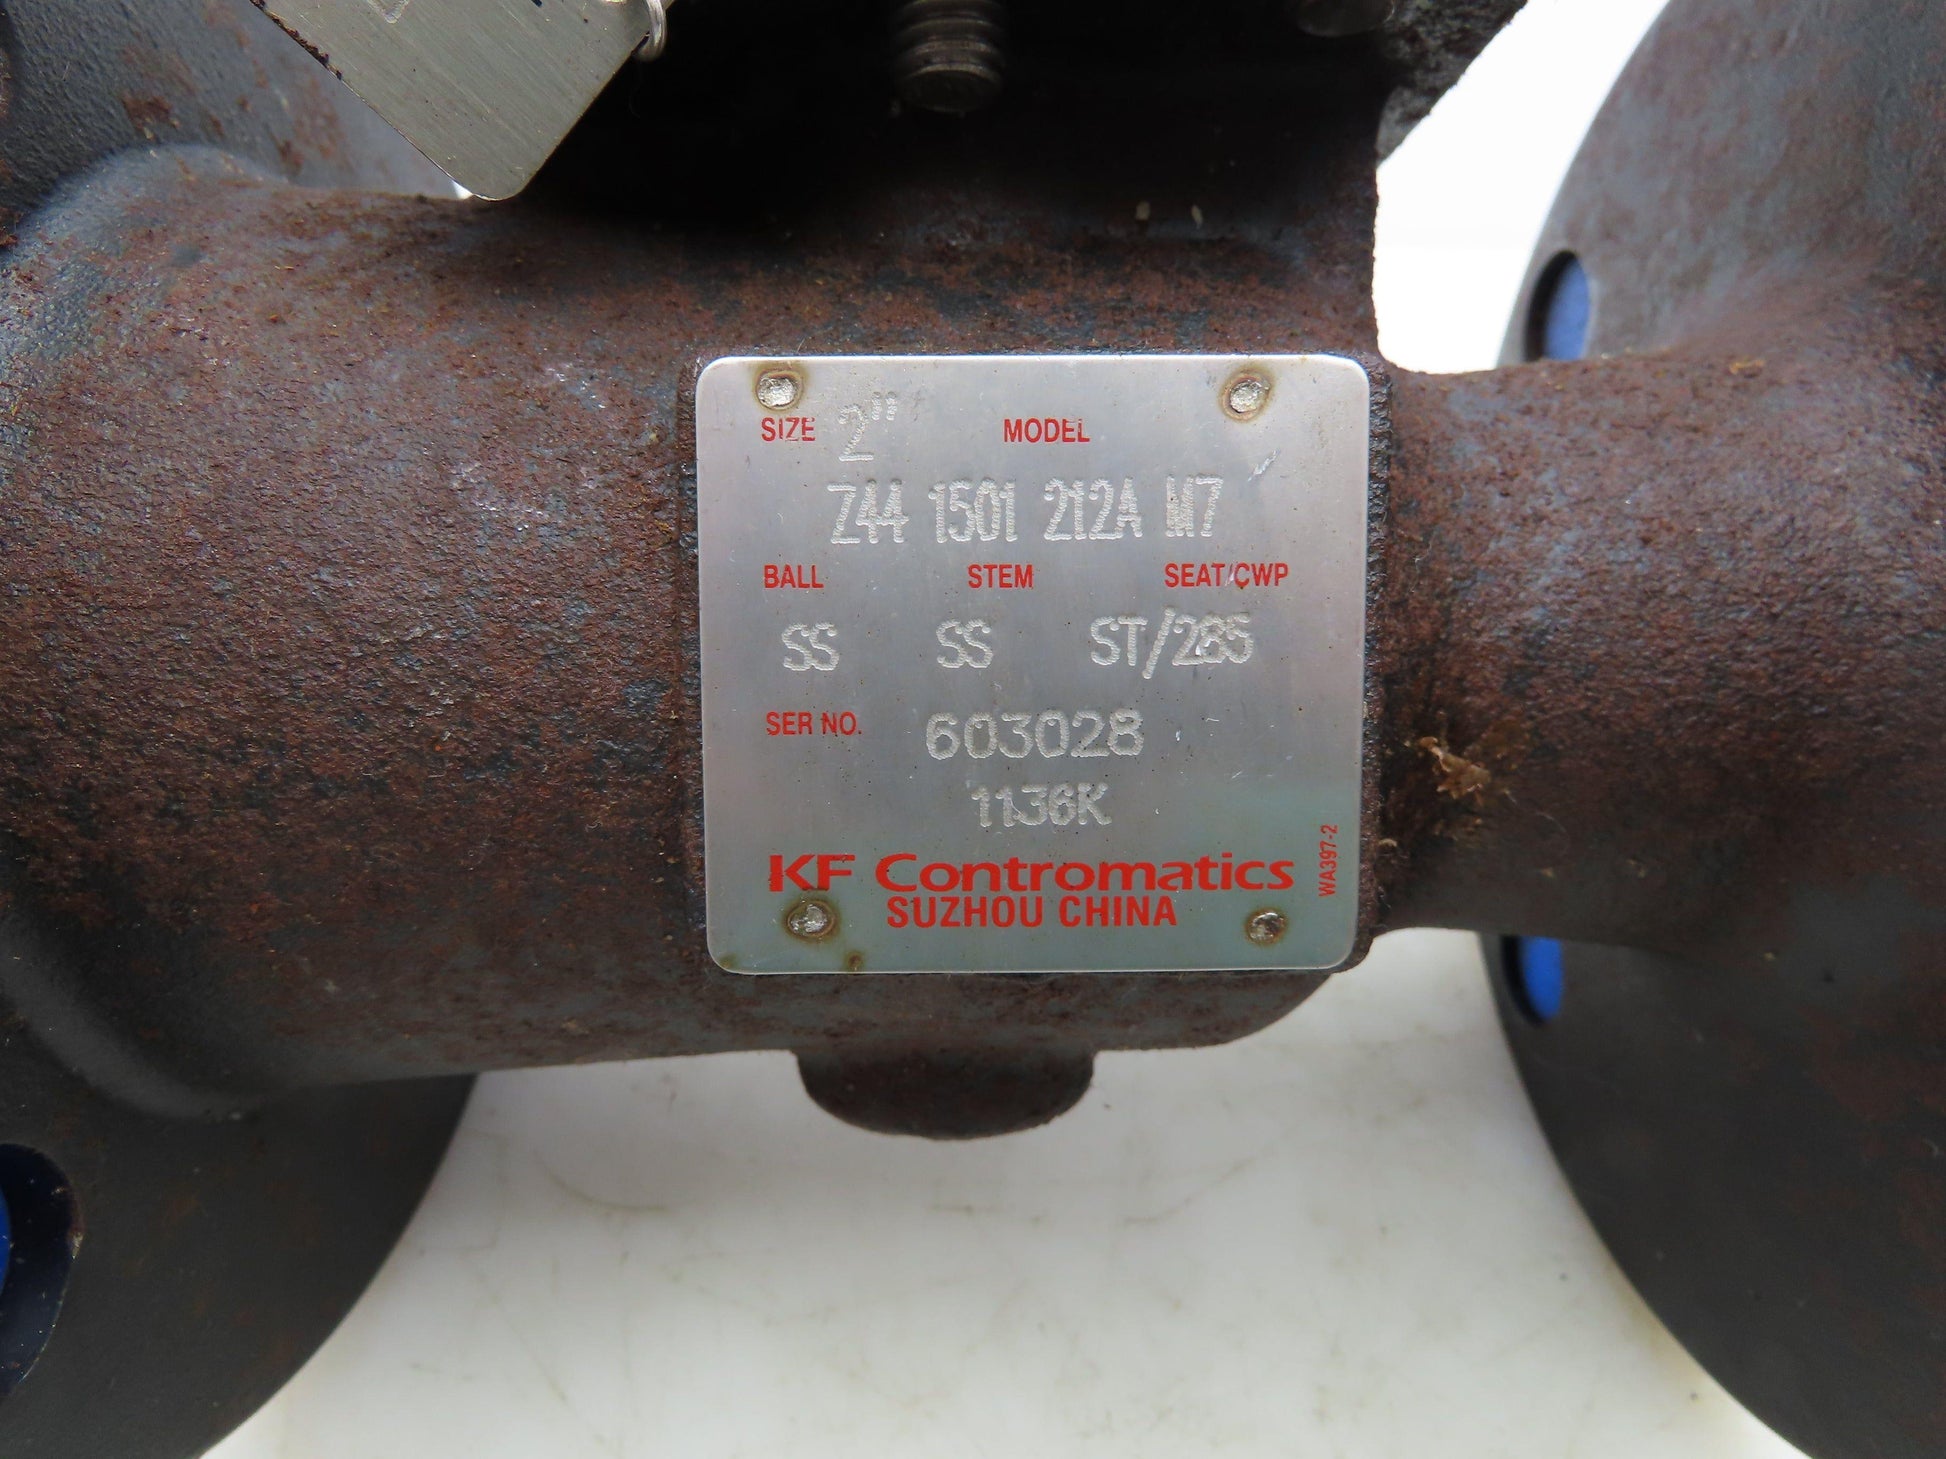 SIZE 2" MODEL
Z44 1501 212A M7
BALL STEM SEAT/CWP
SS SS ST/285
SER NO. 603028
1136K
KF Contromatics
SUZHOU CHINA
WA397-2